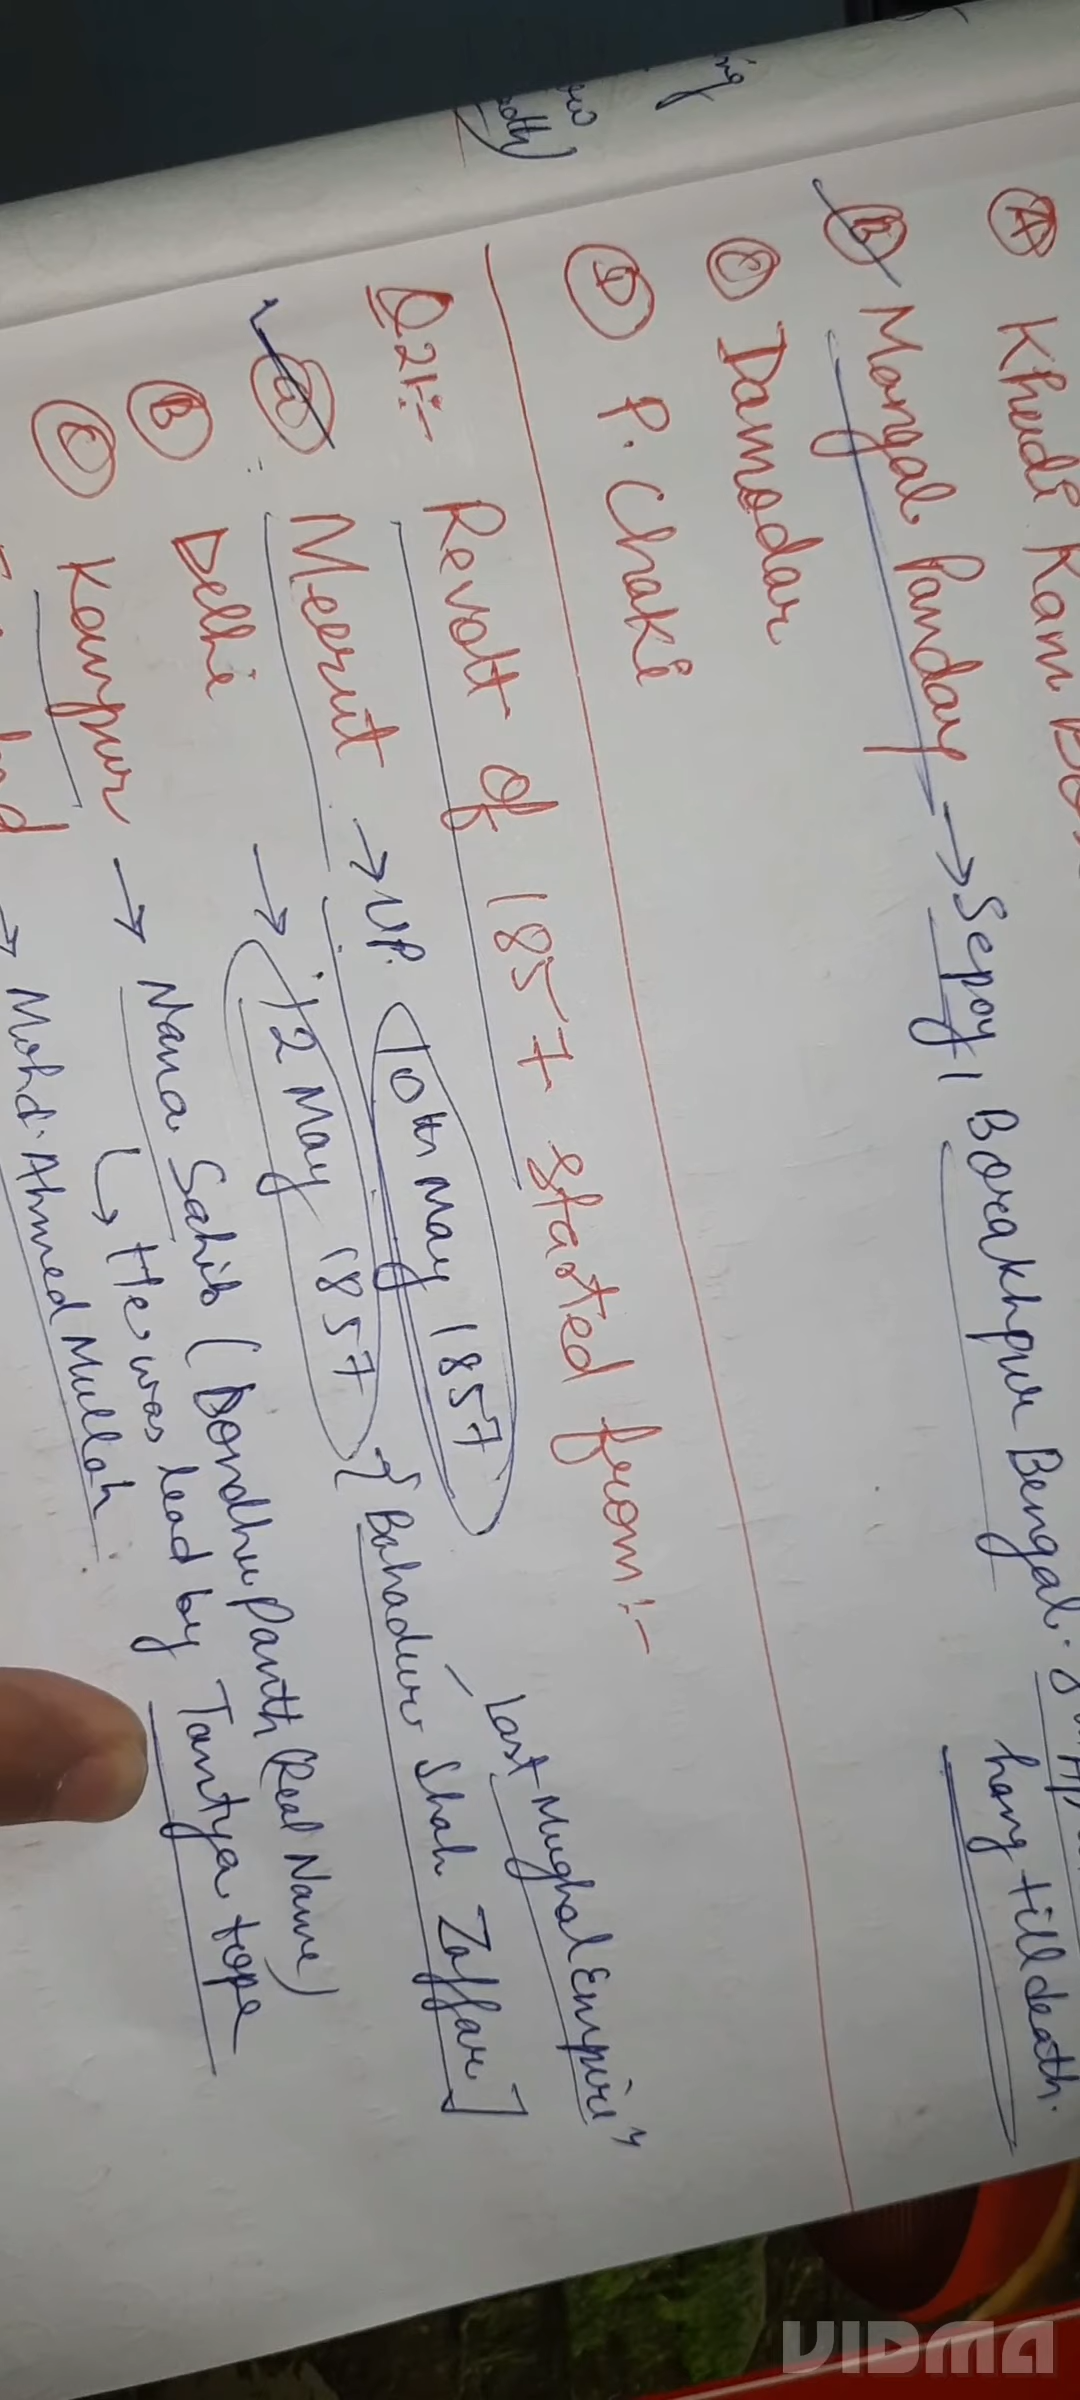 (A) Khudi Ram
(B) Mangal Panday → Sepoy, Borakhpur Bengal.
hang till death.
(C) Damodar
(D) P. Chaki
Q21:- Revolt of 1857 started from:-
(A) Meerut → UP. 10th May 1857
Last Mughal Empire"
(B) Delhi → 12 May 1857 { Bahadur Shah Zaffar ]
(C) Kanpur → Nana Sahib (Dondhu Panth (Real Name)
↳ He was lead by Tantya tope
→ Mohd. Ahmed Mullah
VIDMA